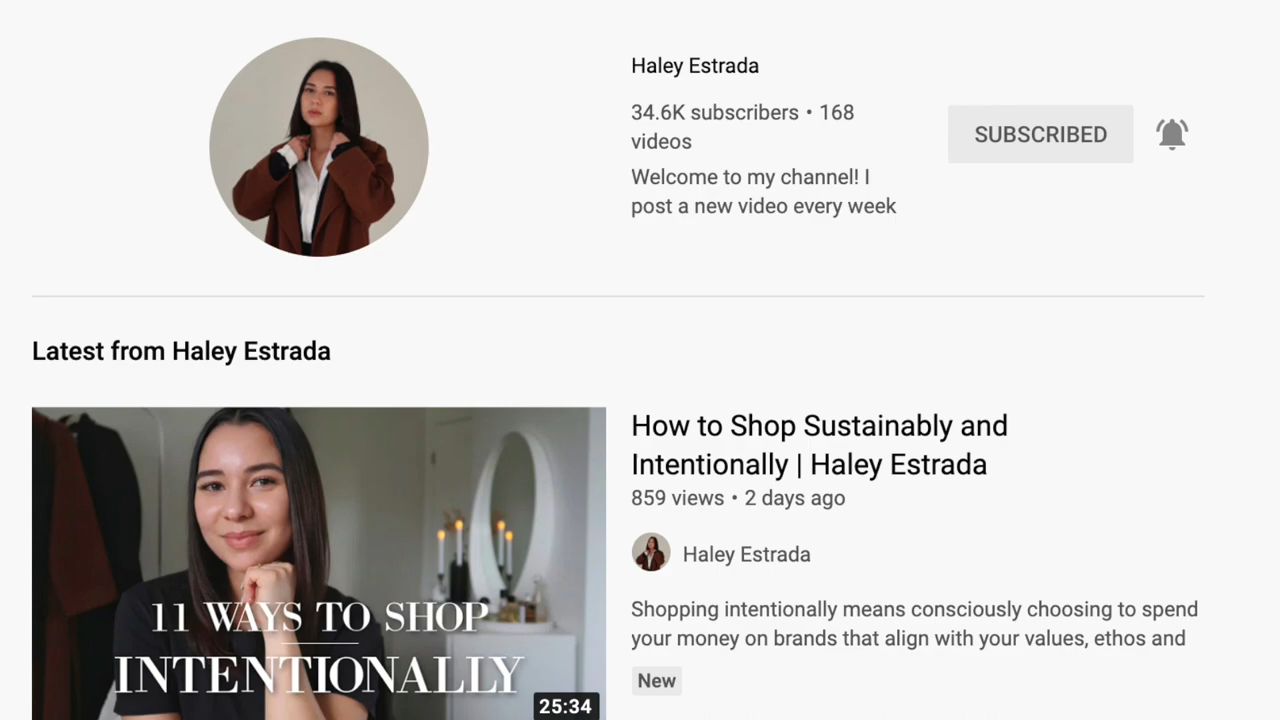 Haley Estrada
34.6K subscribers • 168
videos
Welcome to my channel! I
post a new video every week
SUBSCRIBED
Latest from Haley Estrada
11 WAYS TO SHOP
INTENTIONALLY
25:34
How to Shop Sustainably and
Intentionally | Haley Estrada
859 views • 2 days ago
Haley Estrada
Shopping intentionally means consciously choosing to spend
your money on brands that align with your values, ethos and
New